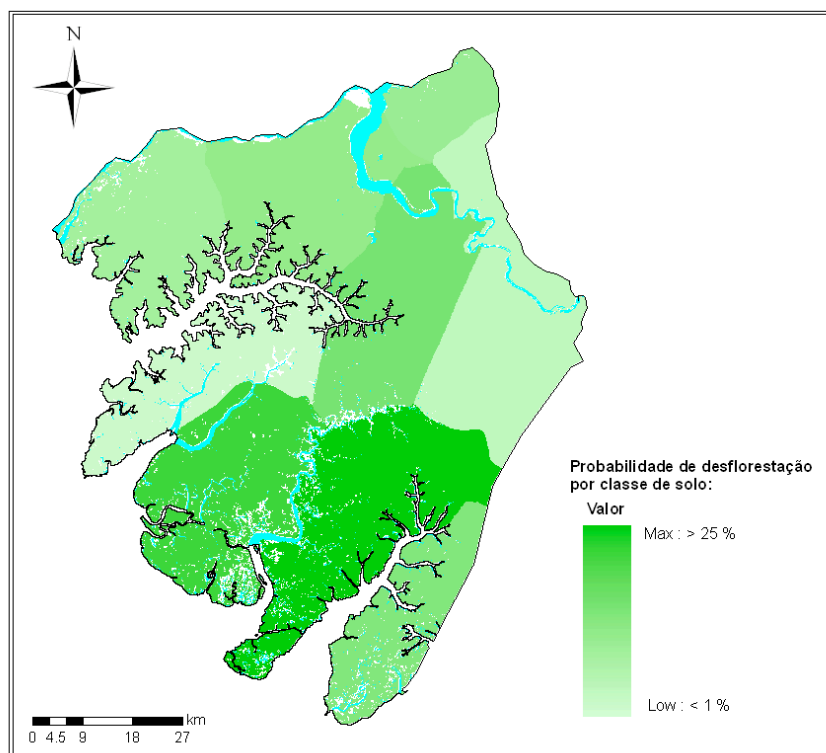 N
Probabilidade de desflorestação
por classe de solo:
Valor
Max : > 25 %
Low : < 1 %
km
0 4.5 9 18 27